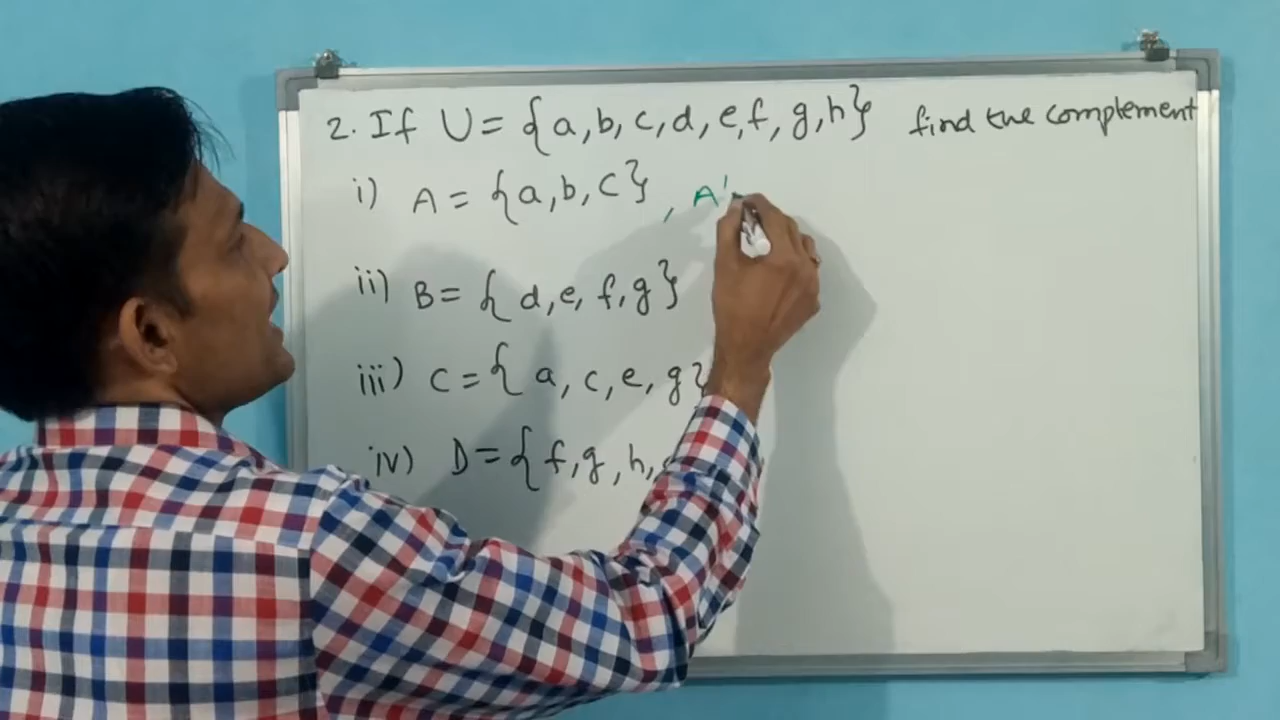 2. If U = {a, b, c, d, e, f, g, h} find the complement
i) A = {a, b, c}, A'
ii) B = {d, e, f, g}
iii) C = {a, c, e, g}
iv) D = {f, g, h,